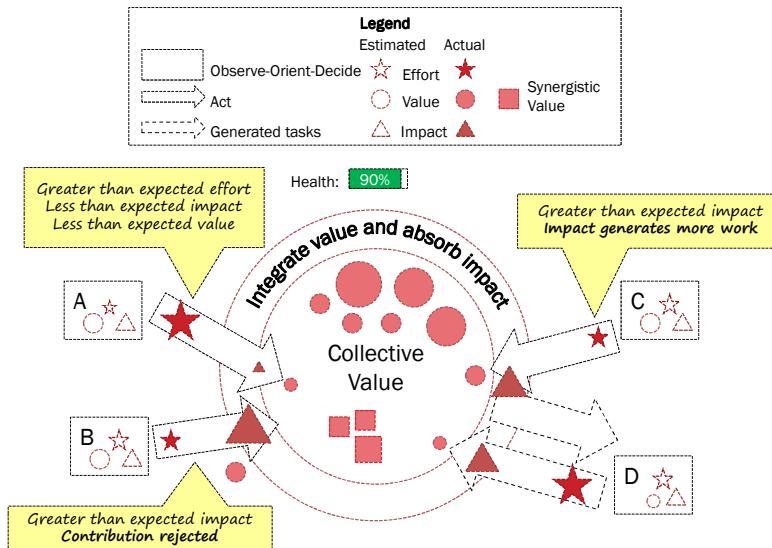 Legend
Estimated Actual
Observe-Orient-Decide
Effort
Synergistic
Value
Act
Value
Generated tasks
Impact
Greater than expected effort
Less than expected impact
Less than expected value
Health: 90%
Greater than expected impact
Impact generates more work
Integrate value and absorb impact
A
C
Collective
Value
B
D
Greater than expected impact
Contribution rejected